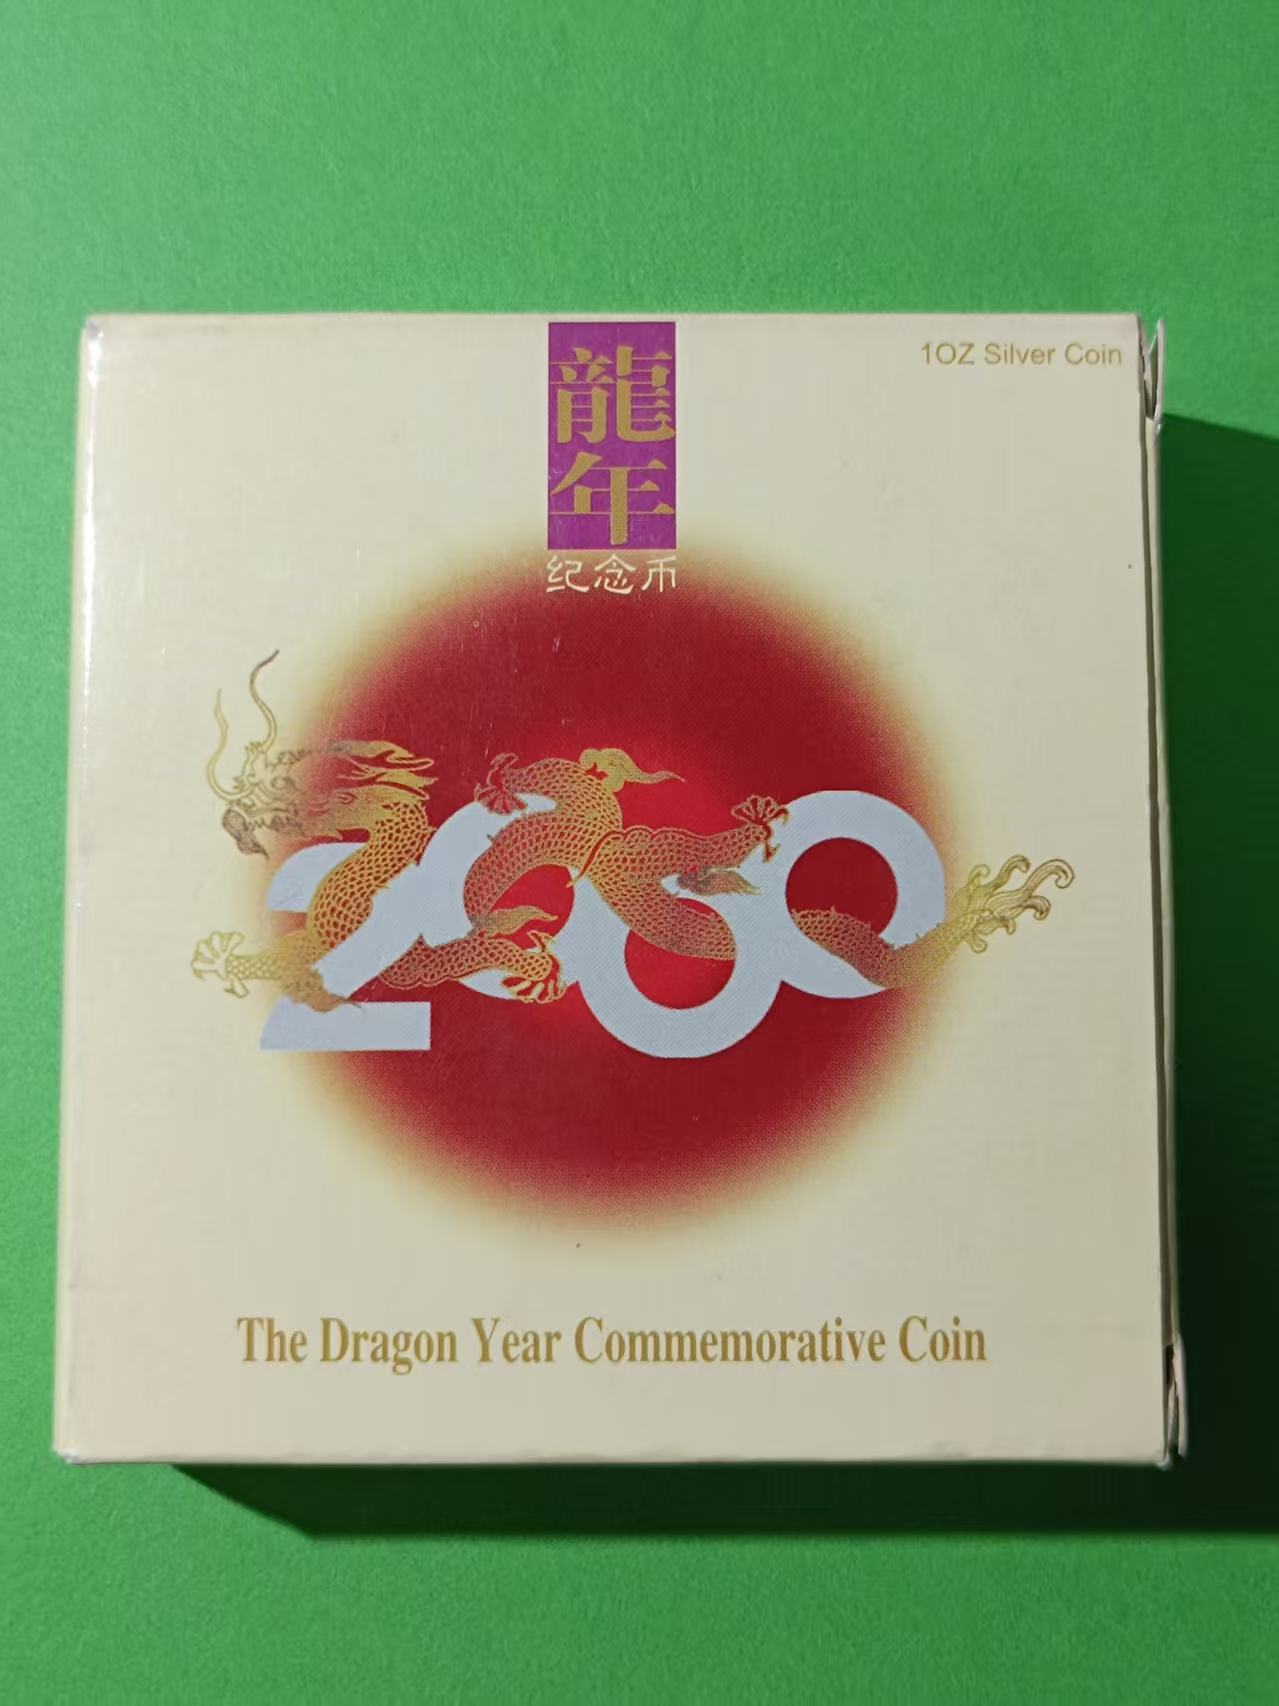 1OZ Silver Coin
龍
年
纪念币
2000
The Dragon Year Commemorative Coin